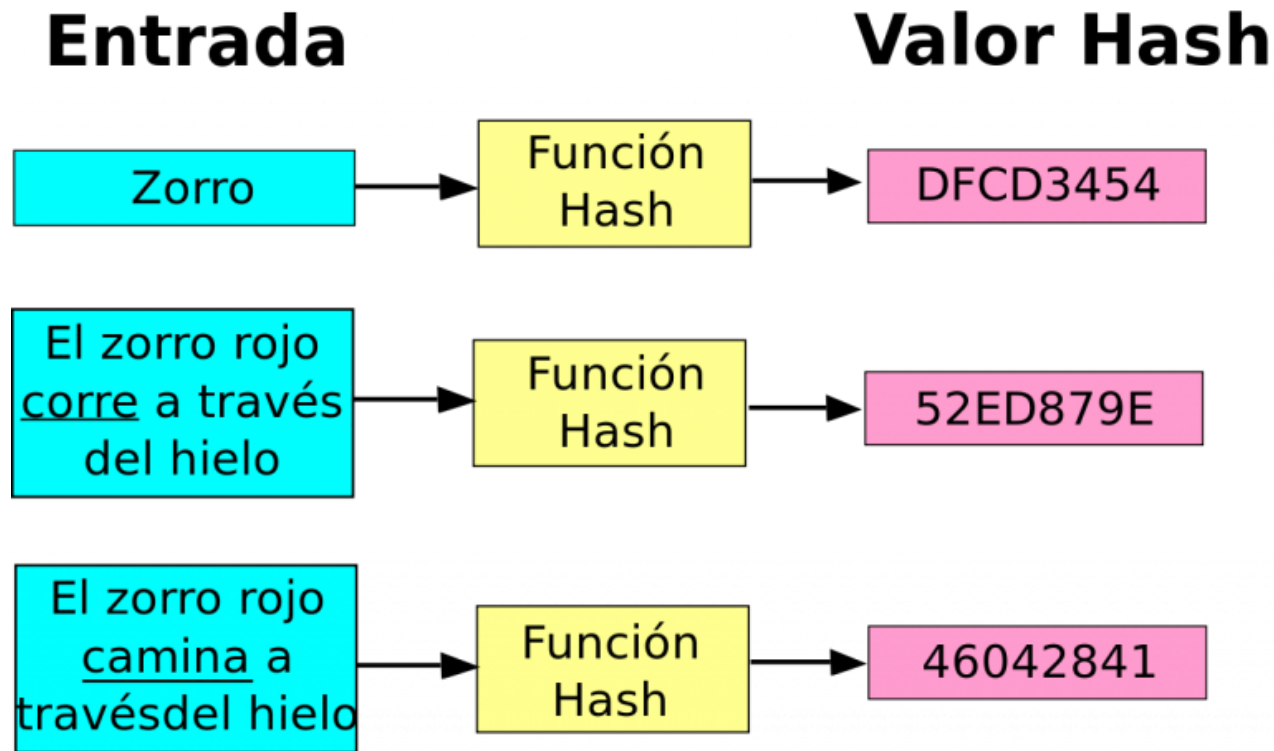 Entrada
Valor Hash
Zorro
Función
Hash
DFCD3454
El zorro rojo
corre a través
del hielo
Función
Hash
52ED879E
El zorro rojo
camina a
travésdel hielo
Función
Hash
46042841